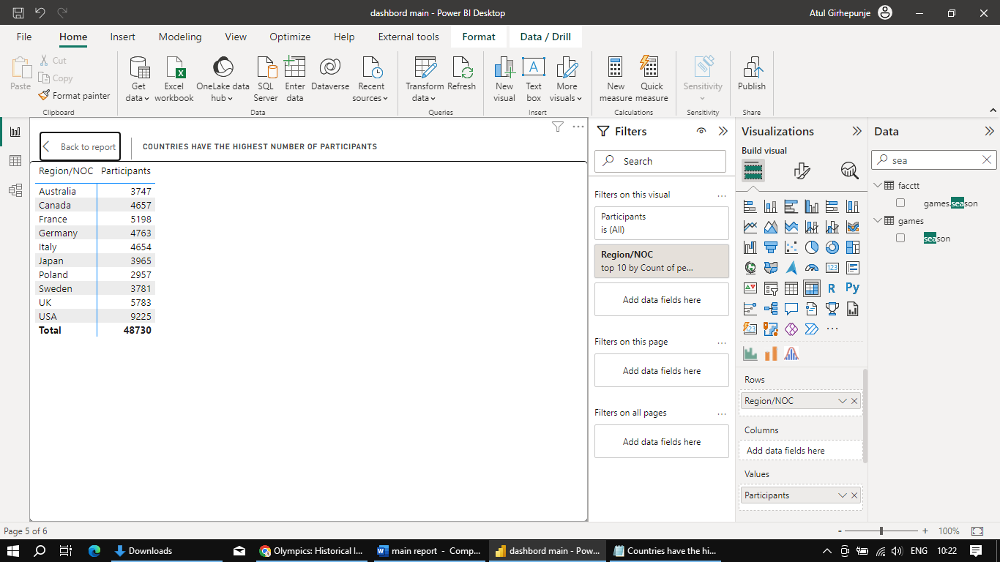 dashbord main - Power BI Desktop
Atul Girhepunje
File Home Insert Modeling View Optimize Help External tools Format Data / Drill
Paste
Cut
Copy
Format painter
Clipboard
Get data
Excel workbook
OneLake data hub
SQL Server
Enter data
Dataverse
Recent sources
Data
Transform data
Refresh
Queries
New visual
Text box
More visuals
Insert
New measure
Quick measure
Calculations
Sensitivity
Sensitivity
Publish
Share
Back to report
COUNTRIES HAVE THE HIGHEST NUMBER OF PARTICIPANTS
Region/NOC Participants
Australia 3747
Canada 4657
France 5198
Germany 4763
Italy 4654
Japan 3965
Poland 2957
Sweden 3781
UK 5783
USA 9225
Total 48730
Filters
Search
Filters on this visual ...
Participants
is (All)
Region/NOC
top 10 by Count of pe...
Add data fields here
Filters on this page ...
Add data fields here
Filters on all pages ...
Add data fields here
Visualizations
Build visual
123
R Py
123
...
Rows
Region/NOC
Columns
Add data fields here
Values
Participants
Data
sea
facctt
games.season
games
season
Page 5 of 6
- + 100%
Downloads
Olympics: Historical I...
main report - Comp...
dashbord main - Pow...
Countries have the hi...
ENG 10:22